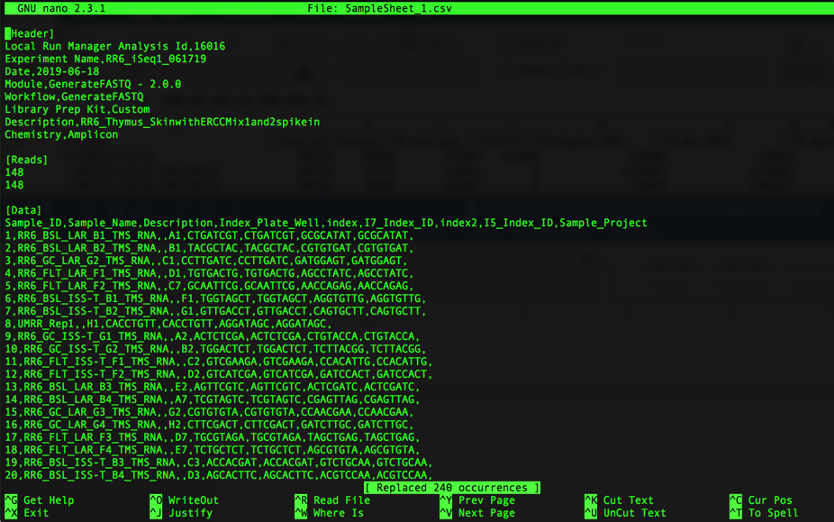 GNU nano 2.3.1 File: SampleSheet_1.csv
[Header]
Local Run Manager Analysis Id,16016
Experiment Name,RR6_iSeq1_061719
Date,2019-06-18
Module,GenerateFASTQ - 2.0.0
Workflow,GenerateFASTQ
Library Prep Kit,Custom
Description,RR6_Thymus_SkinwithERCCMix1and2spikein
Chemistry,Amplicon
[Reads]
148
148
[Data]
Sample_ID,Sample_Name,Description,Index_Plate_Well,index,I7_Index_ID,index2,I5_Index_ID,Sample_Project
1,RR6_BSL_LAR_B1_TMS_RNA,,A1,CTGATCGT,CTGATCGT,GCGCATAT,GCGCATAT,
2,RR6_BSL_LAR_B2_TMS_RNA,,B1,TACGCTAC,TACGCTAC,CGTGTGAT,CGTGTGAT,
3,RR6_GC_LAR_G2_TMS_RNA,,C1,CCTTGATC,CCTTGATC,GATGGAGT,GATGGAGT,
4,RR6_FLT_LAR_F1_TMS_RNA,,D1,TGTGACTG,TGTGACTG,AGCCTATC,AGCCTATC,
5,RR6_FLT_LAR_F2_TMS_RNA,,C7,GCAATTCG,GCAATTCG,AACCAGAG,AACCAGAG,
6,RR6_BSL_ISS-T_B1_TMS_RNA,,F1,TGGTAGCT,TGGTAGCT,AGGTGTTG,AGGTGTTG,
7,RR6_BSL_ISS-T_B2_TMS_RNA,,G1,GTTGACCT,GTTGACCT,CAGTGCTT,CAGTGCTT,
8,UMRR_Rep1,,H1,CACCTGTT,CACCTGTT,AGGATAGC,AGGATAGC,
9,RR6_GC_ISS-T_G1_TMS_RNA,,A2,ACTCTCGA,ACTCTCGA,CTGTACCA,CTGTACCA,
10,RR6_GC_ISS-T_G2_TMS_RNA,,B2,TGGACTCT,TGGACTCT,TCTTACGG,TCTTACGG,
11,RR6_FLT_ISS-T_F1_TMS_RNA,,C2,GTCGAAGA,GTCGAAGA,CCACATTG,CCACATTG,
12,RR6_FLT_ISS-T_F2_TMS_RNA,,D2,GTCATCGA,GTCATCGA,GATCCACT,GATCCACT,
13,RR6_BSL_LAR_B3_TMS_RNA,,E2,AGTTCGTC,AGTTCGTC,ACTCGATC,ACTCGATC,
14,RR6_BSL_LAR_B4_TMS_RNA,,A7,TCGTAGTC,TCGTAGTC,CGAGTTAG,CGAGTTAG,
15,RR6_GC_LAR_G3_TMS_RNA,,G2,CGTGTGTA,CGTGTGTA,CCAACGAA,CCAACGAA,
16,RR6_GC_LAR_G4_TMS_RNA,,H2,CTTCGACT,CTTCGACT,GATCTTGC,GATCTTGC,
17,RR6_FLT_LAR_F3_TMS_RNA,,D7,TGCGTAGA,TGCGTAGA,TAGCTGAG,TAGCTGAG,
18,RR6_FLT_LAR_F4_TMS_RNA,,E7,TCTGCTCT,TCTGCTCT,AGCGTGTA,AGCGTGTA,
19,RR6_BSL_ISS-T_B3_TMS_RNA,,C3,ACCACGAT,ACCACGAT,GTCTGCAA,GTCTGCAA,
20,RR6_BSL_ISS-T_B4_TMS_RNA,,D3,AGCACTTC,AGCACTTC,ACGTCCAA,ACGTCCAA,
[ Replaced 240 occurrences ]
^G Get Help ^O WriteOut ^R Read File ^Y Prev Page ^K Cut Text ^C Cur Pos
^X Exit ^J Justify ^W Where Is ^V Next Page ^U UnCut Text ^T To Spell